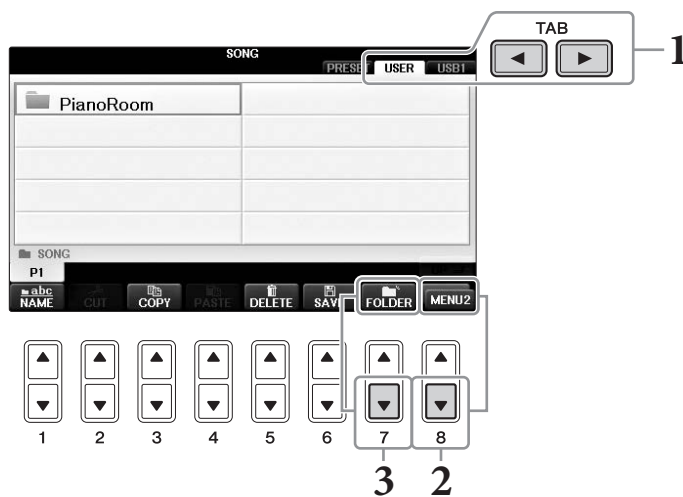 SONG
TAB
PRESET USER USB1
1
PianoRoom
SONG
P1
abc
NAME CUT COPY PASTE DELETE SAVE FOLDER MENU2
1 2 3 4 5 6 7 8
3 2